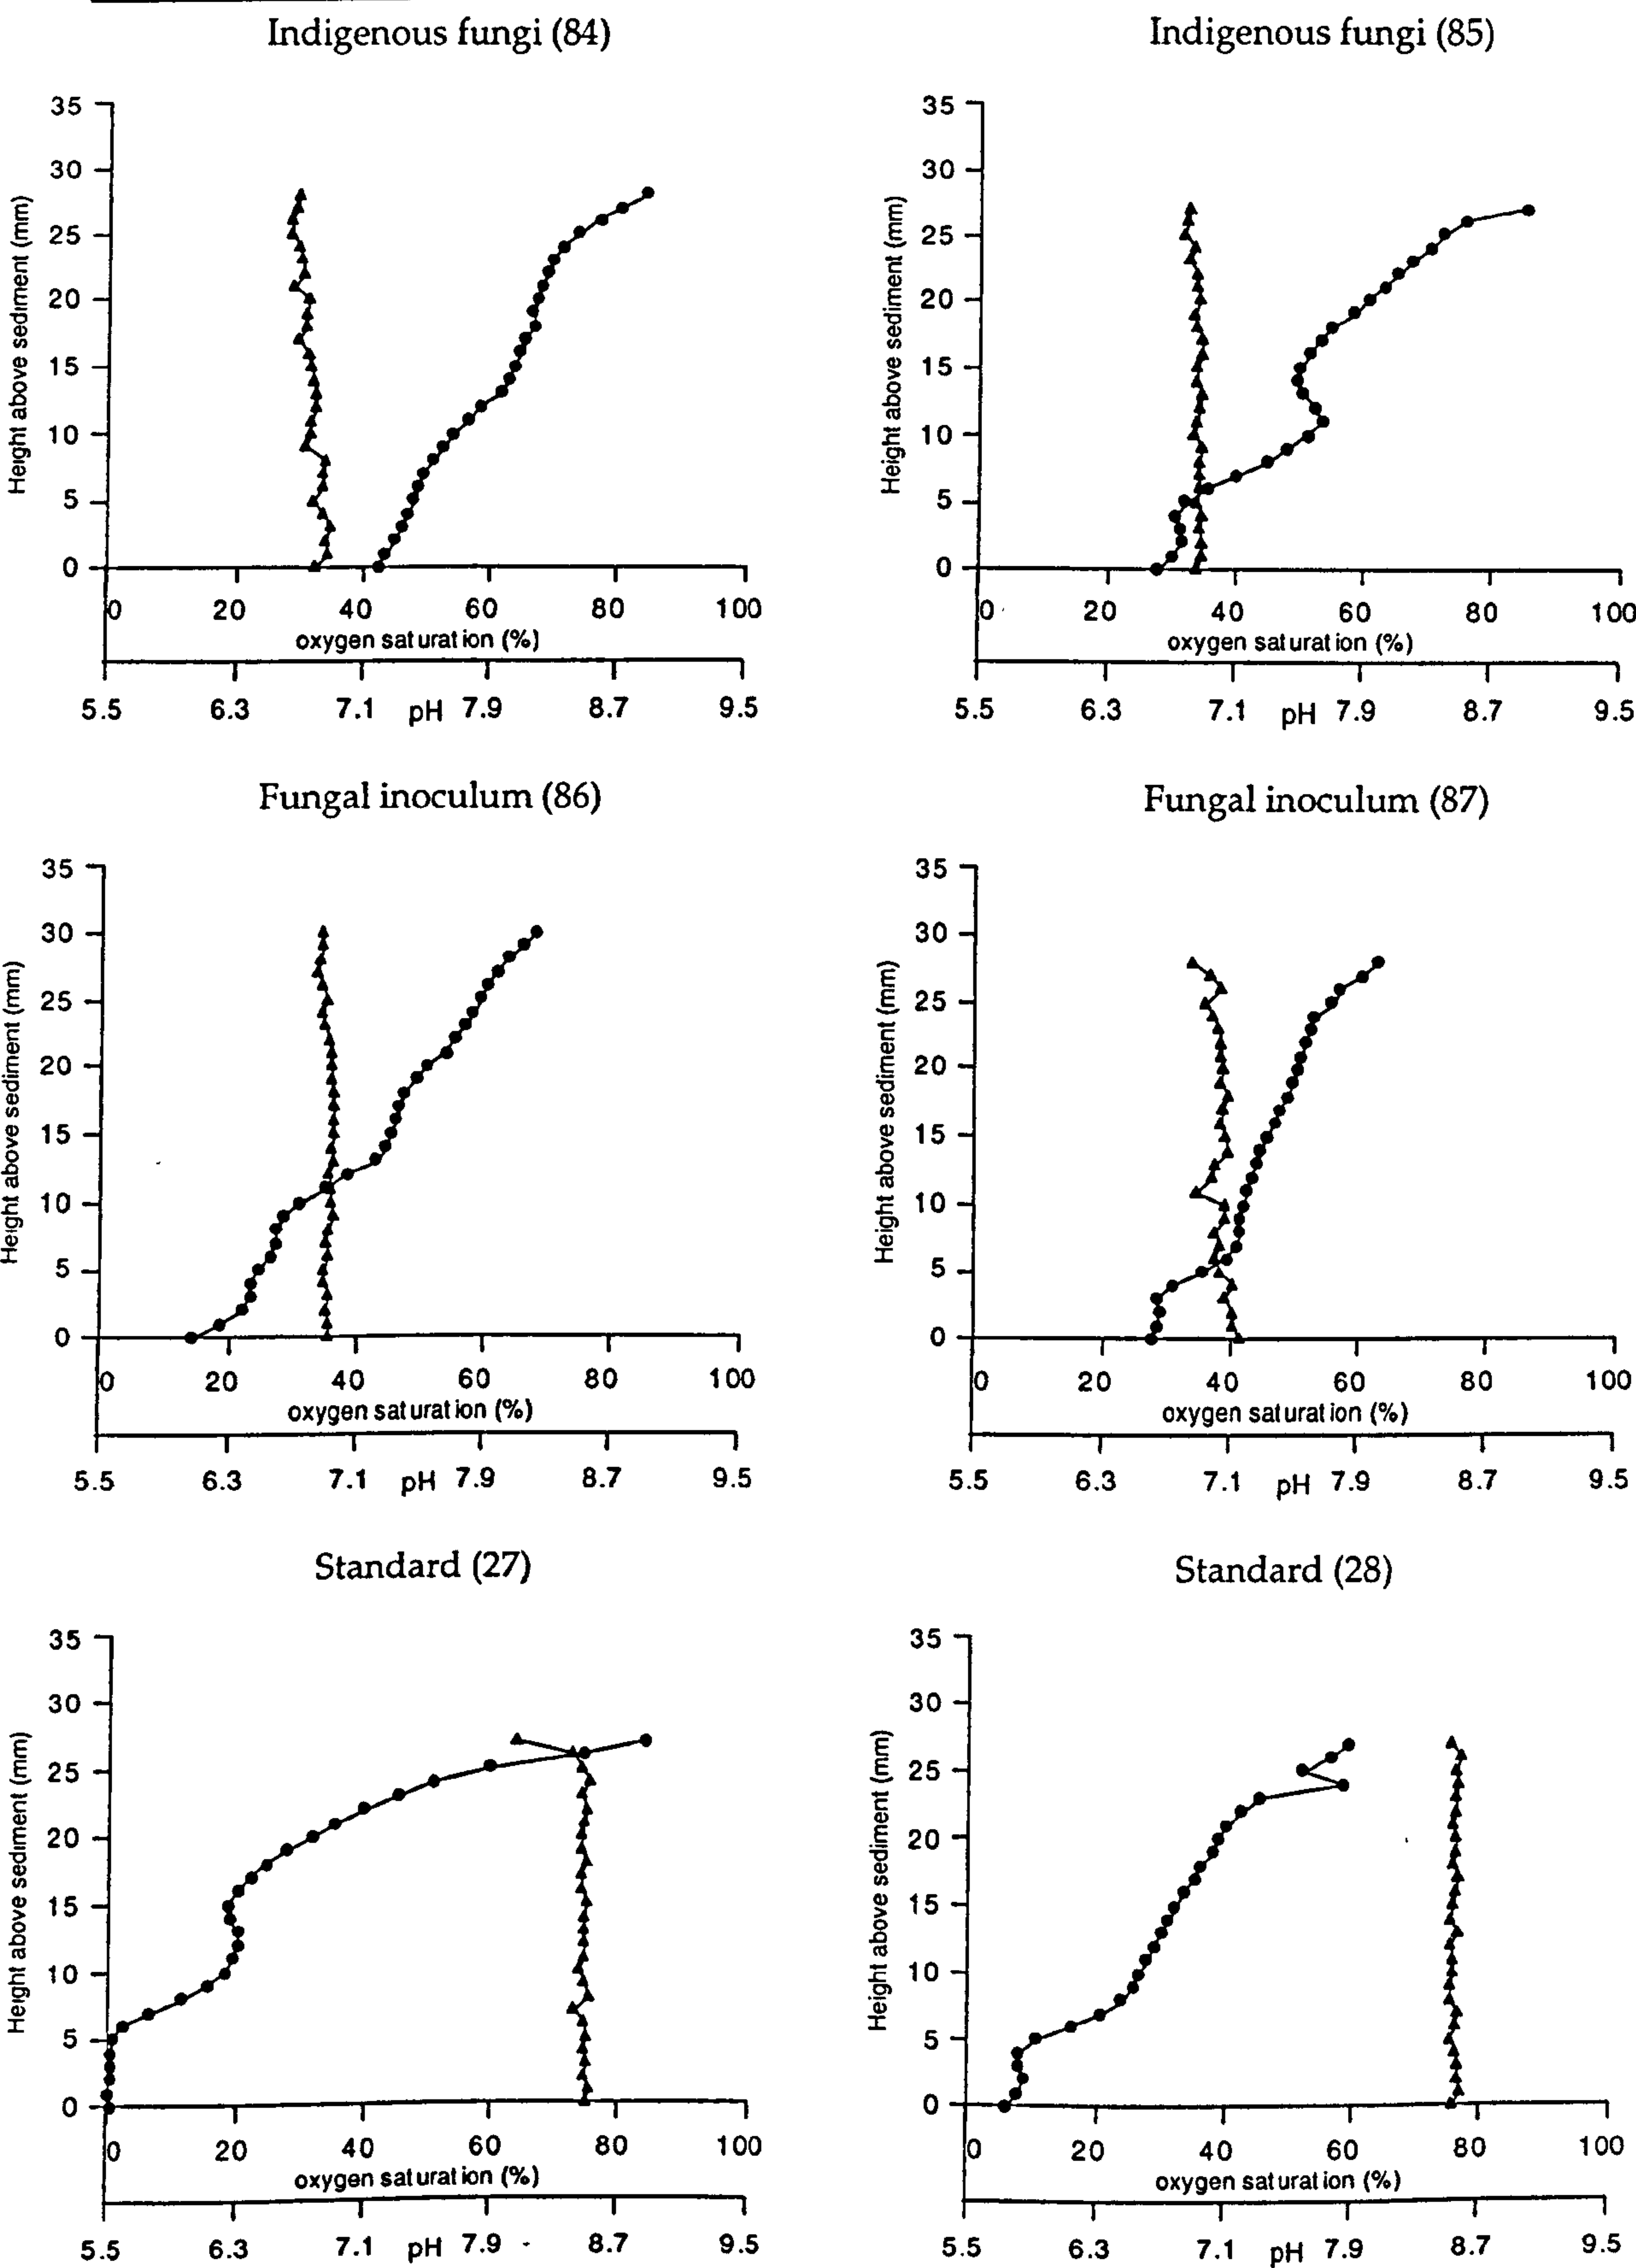 Indigenous fungi (84)
Indigenous fungi (85)
35
30
25
20
15
10
5
0
Height above sediment (mm)
0 20 40 60 80 100
oxygen saturation (%)
5.5 6.3 7.1 pH 7.9 8.7 9.5
35
30
25
20
15
10
5
0
Height above sediment (mm)
0 20 40 60 80 100
oxygen saturation (%)
5.5 6.3 7.1 pH 7.9 8.7 9.5
Fungal inoculum (86)
Fungal inoculum (87)
35
30
25
20
15
10
5
0
Height above sediment (mm)
0 20 40 60 80 100
oxygen saturation (%)
5.5 6.3 7.1 pH 7.9 8.7 9.5
35
30
25
20
15
10
5
0
Height above sediment (mm)
0 20 40 60 80 100
oxygen saturation (%)
5.5 6.3 7.1 pH 7.9 8.7 9.5
Standard (27)
Standard (28)
35
30
25
20
15
10
5
0
Height above sediment (mm)
0 20 40 60 80 100
oxygen saturation (%)
5.5 6.3 7.1 pH 7.9 8.7 9.5
35
30
25
20
15
10
5
0
Height above sediment (mm)
0 20 40 60 80 100
oxygen saturation (%)
5.5 6.3 7.1 pH 7.9 8.7 9.5